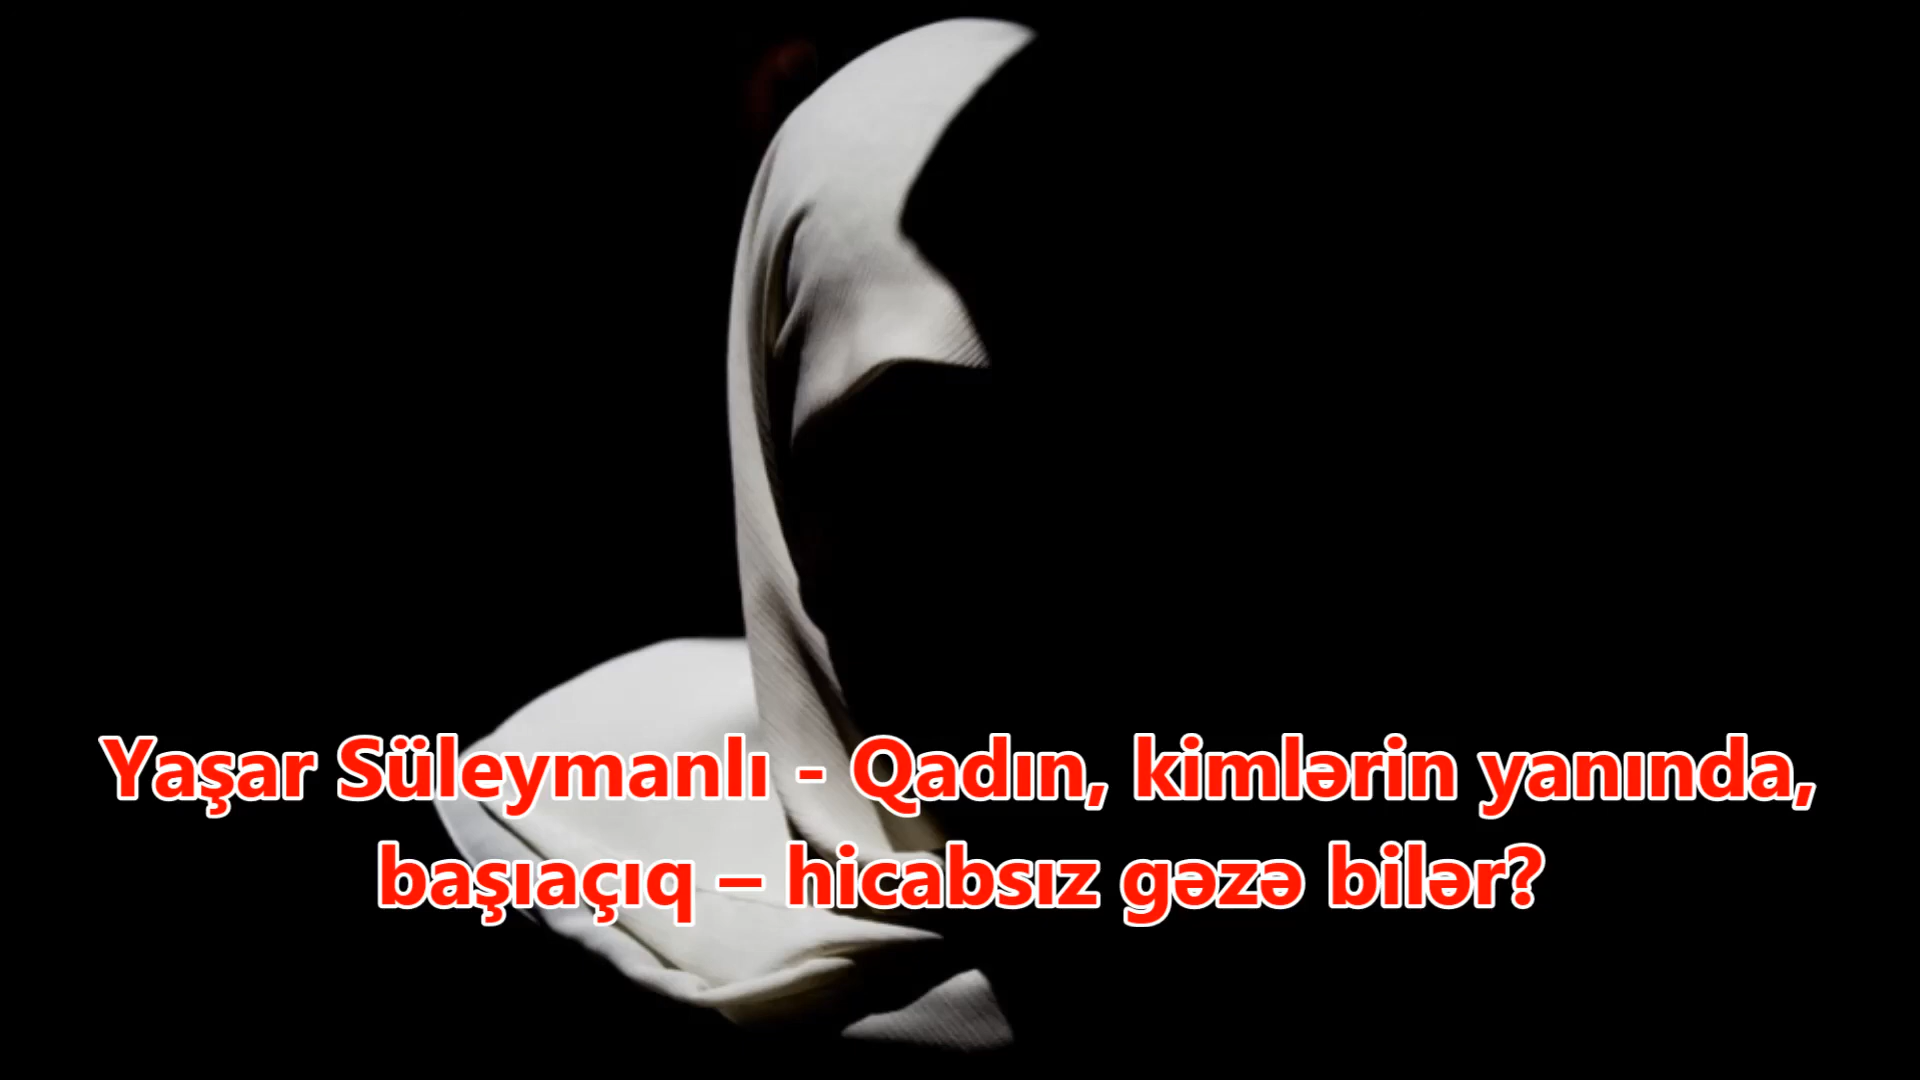 Yaşar Süleymanlı - Qadın, kimlərin yanında,
başıaçıq – hicabsız gəzə bilər?